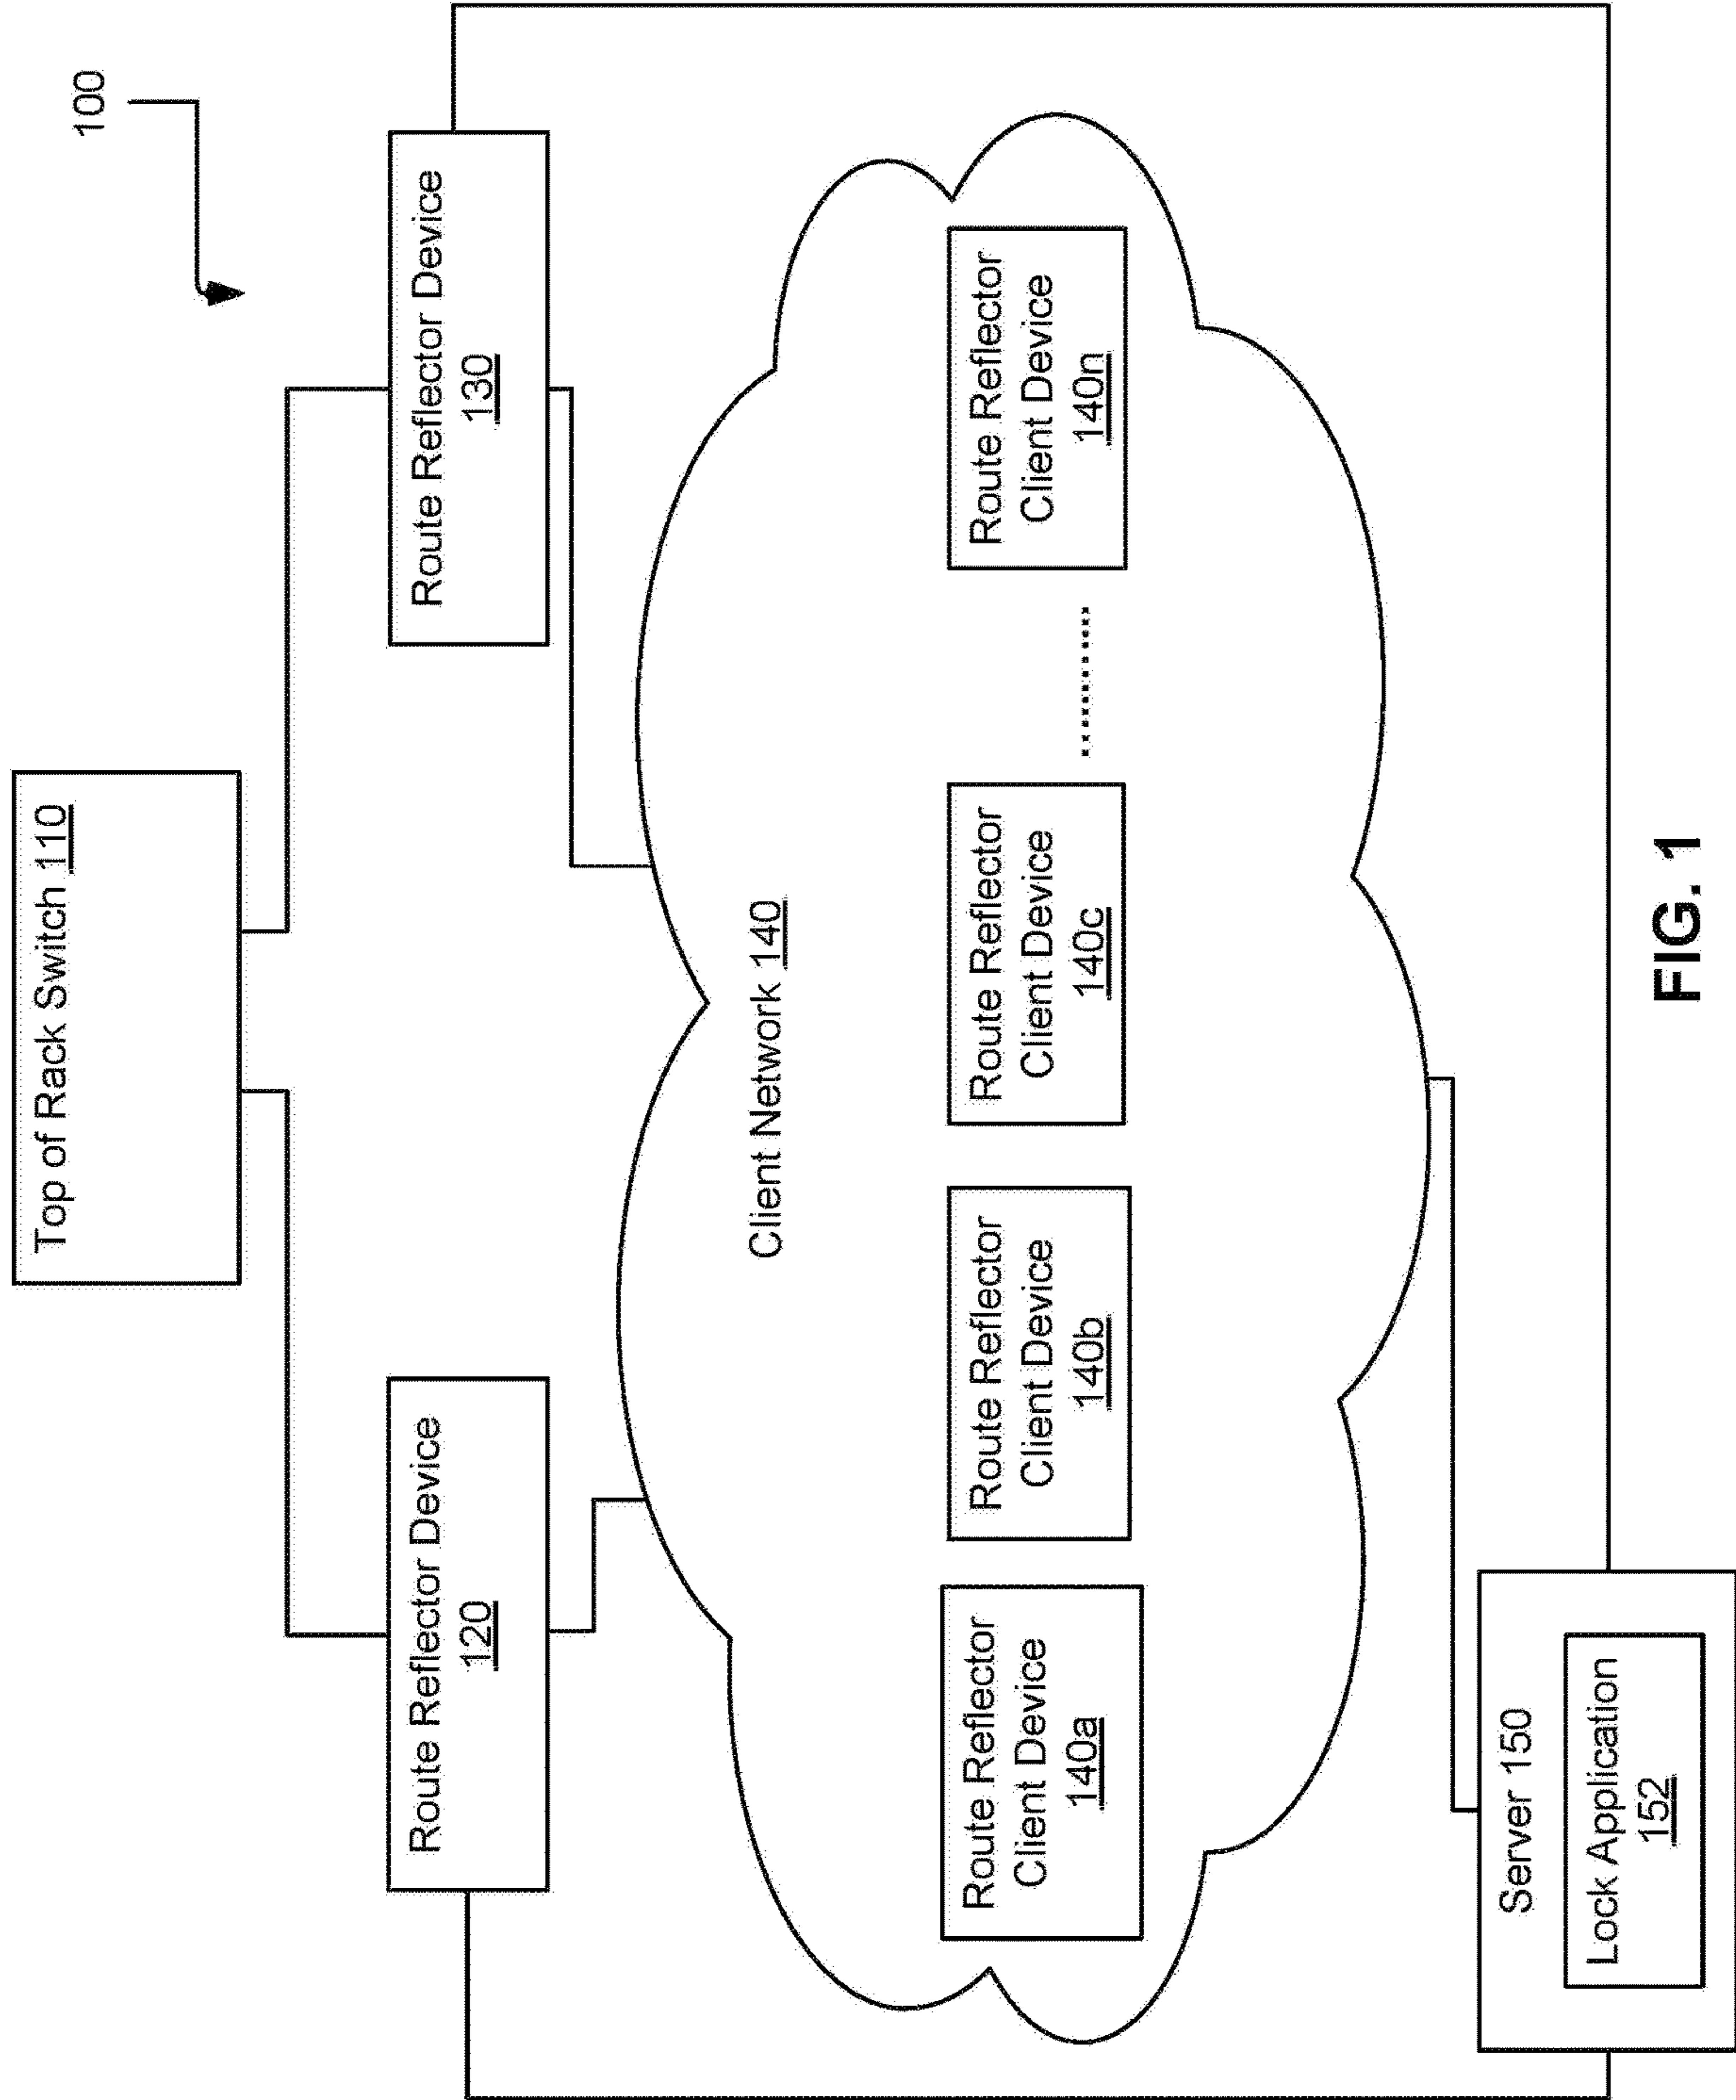 100
Top of Rack Switch 110
Route Reflector Device
120
Route Reflector Device
130
Client Network 140
Route Reflector
Client Device
140a
Route Reflector
Client Device
140b
Route Reflector
Client Device
140c
Route Reflector
Client Device
140n
Server 150
Lock Application
152
FIG. 1